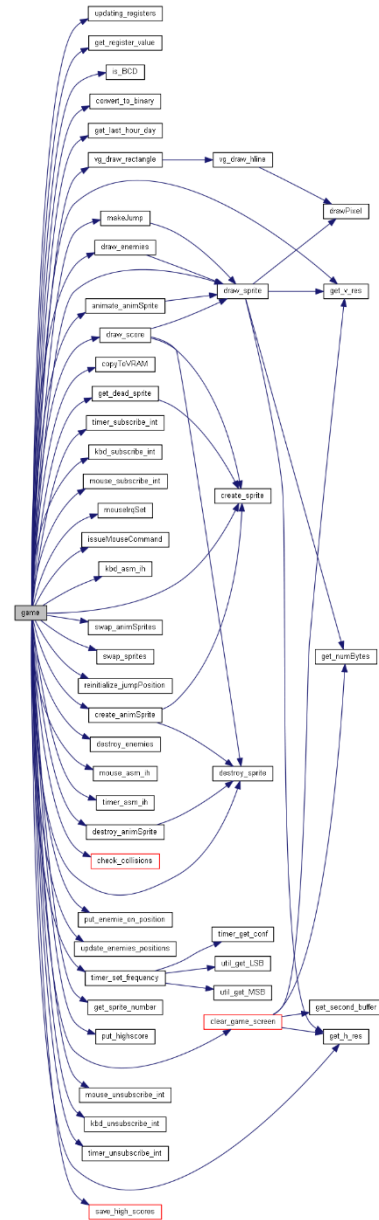 updating_registers
get_register_value
is_BCD
convert_to_binary
get_last_hour_day
vg_draw_rectangle
vg_draw_hline
drawPixel
makeJump
draw_enemies
draw_sprite
get_v_res
animate_animSprite
draw_score
copyToVRAM
get_dead_sprite
timer_subscribe_int
kbd_subscribe_int
mouse_subscribe_int
create_sprite
mouseIrqSet
issueMouseCommand
kbd_asm_ih
game
swap_animSprites
swap_sprites
get_numBytes
reinitialize_jumpPosition
create_animSprite
destroy_enemies
mouse_asm_ih
destroy_sprite
timer_asm_ih
destroy_animSprite
check_collisions
put_enemie_on_position
update_enemies_positions
timer_get_conf
timer_set_frequency
util_get_LSB
util_get_MSB
get_sprite_number
get_second_buffer
put_highscore
clear_game_screen
get_h_res
mouse_unsubscribe_int
kbd_unsubscribe_int
timer_unsubscribe_int
save_high_scores